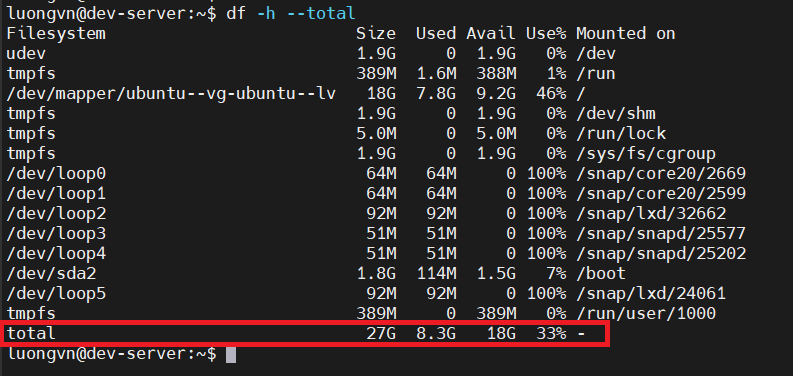 luongvn@dev-server:~$ df -h --total
Filesystem                         Size  Used Avail Use% Mounted on
udev                               1.9G     0  1.9G   0% /dev
tmpfs                              389M  1.6M  388M   1% /run
/dev/mapper/ubuntu--vg-ubuntu--lv   18G  7.8G  9.2G  46% /
tmpfs                              1.9G     0  1.9G   0% /dev/shm
tmpfs                              5.0M     0  5.0M   0% /run/lock
tmpfs                              1.9G     0  1.9G   0% /sys/fs/cgroup
/dev/loop0                          64M   64M     0 100% /snap/core20/2669
/dev/loop1                          64M   64M     0 100% /snap/core20/2599
/dev/loop2                          92M   92M     0 100% /snap/lxd/32662
/dev/loop3                          51M   51M     0 100% /snap/snapd/25577
/dev/loop4                          51M   51M     0 100% /snap/snapd/25202
/dev/sda2                          1.8G  114M  1.5G   7% /boot
/dev/loop5                          92M   92M     0 100% /snap/lxd/24061
tmpfs                              389M     0  389M   0% /run/user/1000
total                               27G  8.3G   18G  33% -
luongvn@dev-server:~$